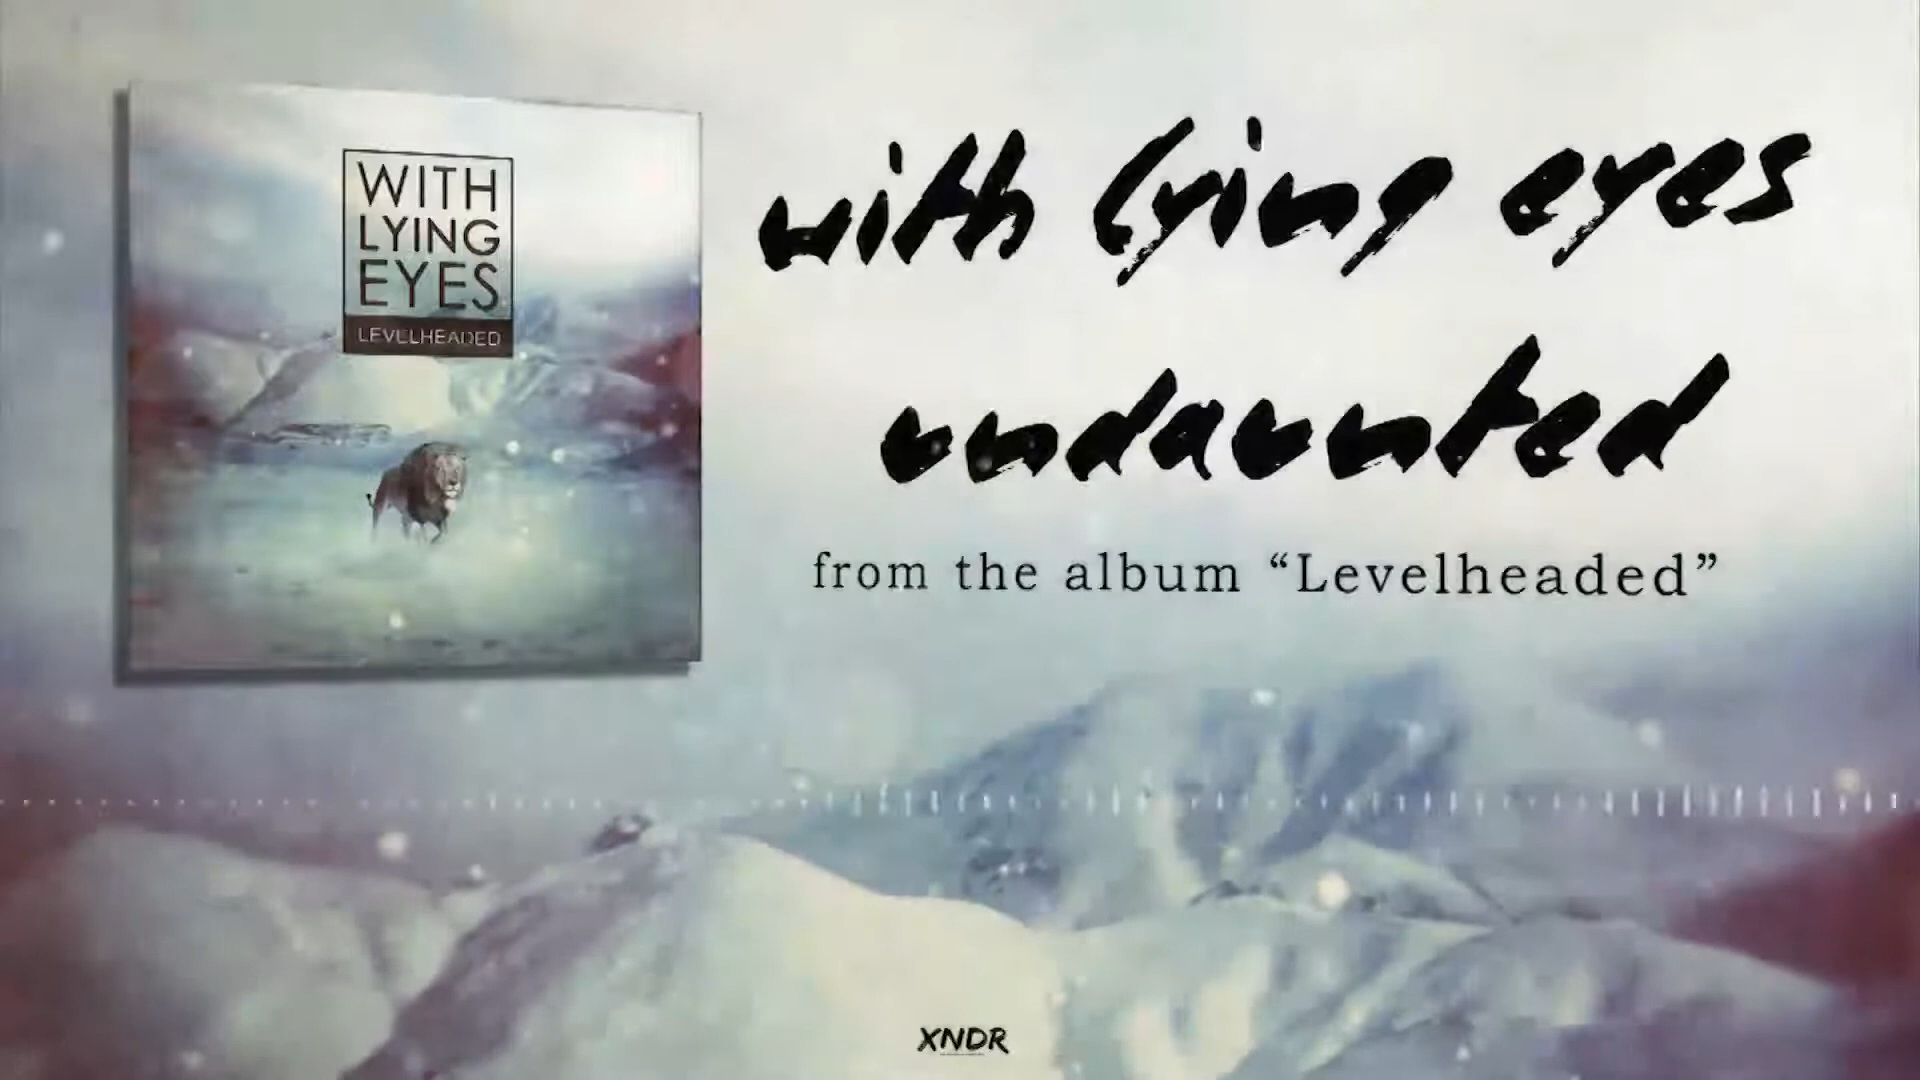 WITH
LYING
EYES
LEVELHEADED
with lying eyes
undaunted
from the album “Levelheaded”
XNDR